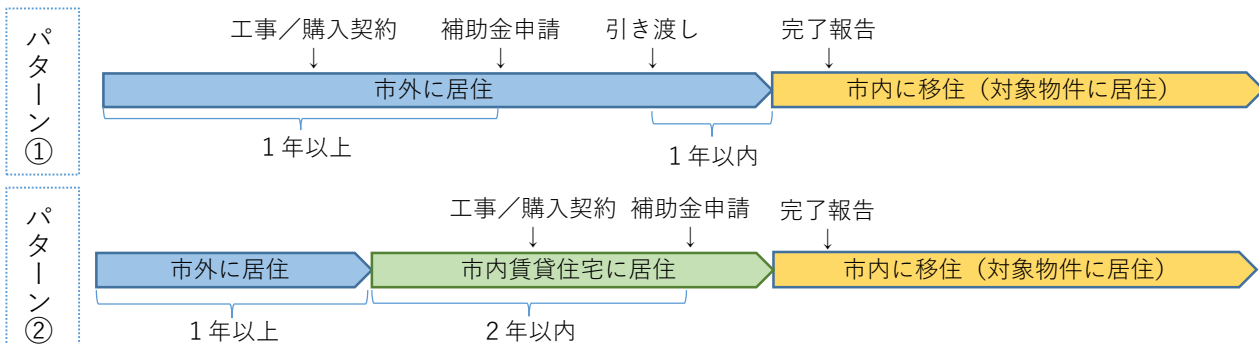 パターン①
工事／購入契約
補助金申請
引き渡し
完了報告
↓
↓
↓
↓
市外に居住
市内に移住（対象物件に居住）
１年以上
１年以内
パターン②
工事／購入契約
補助金申請
完了報告
↓
↓
↓
市外に居住
市内賃貸住宅に居住
市内に移住（対象物件に居住）
１年以上
２年以内